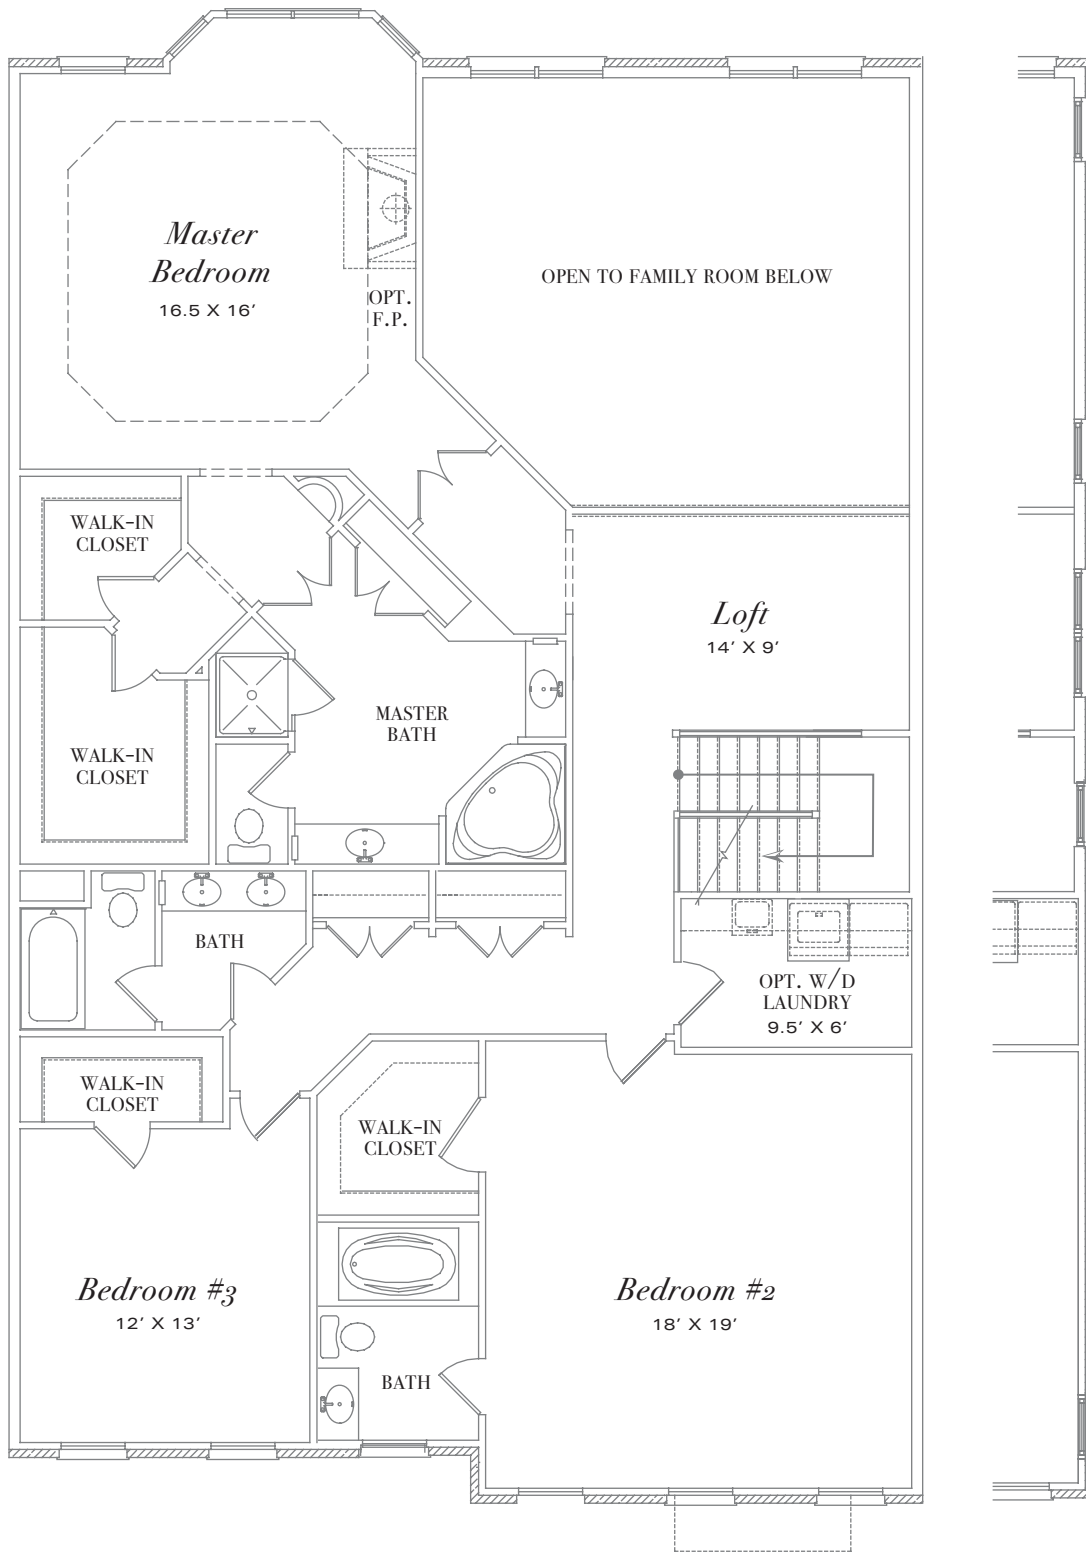 Master
Bedroom
16.5 X 16′
OPT.
F.P.
OPEN TO FAMILY ROOM BELOW
WALK-IN
CLOSET
Loft
14′ X 9′
MASTER
BATH
WALK-IN
CLOSET
BATH
OPT. W/D
LAUNDRY
9.5′ X 6′
WALK-IN
CLOSET
WALK-IN
CLOSET
Bedroom #3
12′ X 13′
Bedroom #2
18′ X 19′
BATH